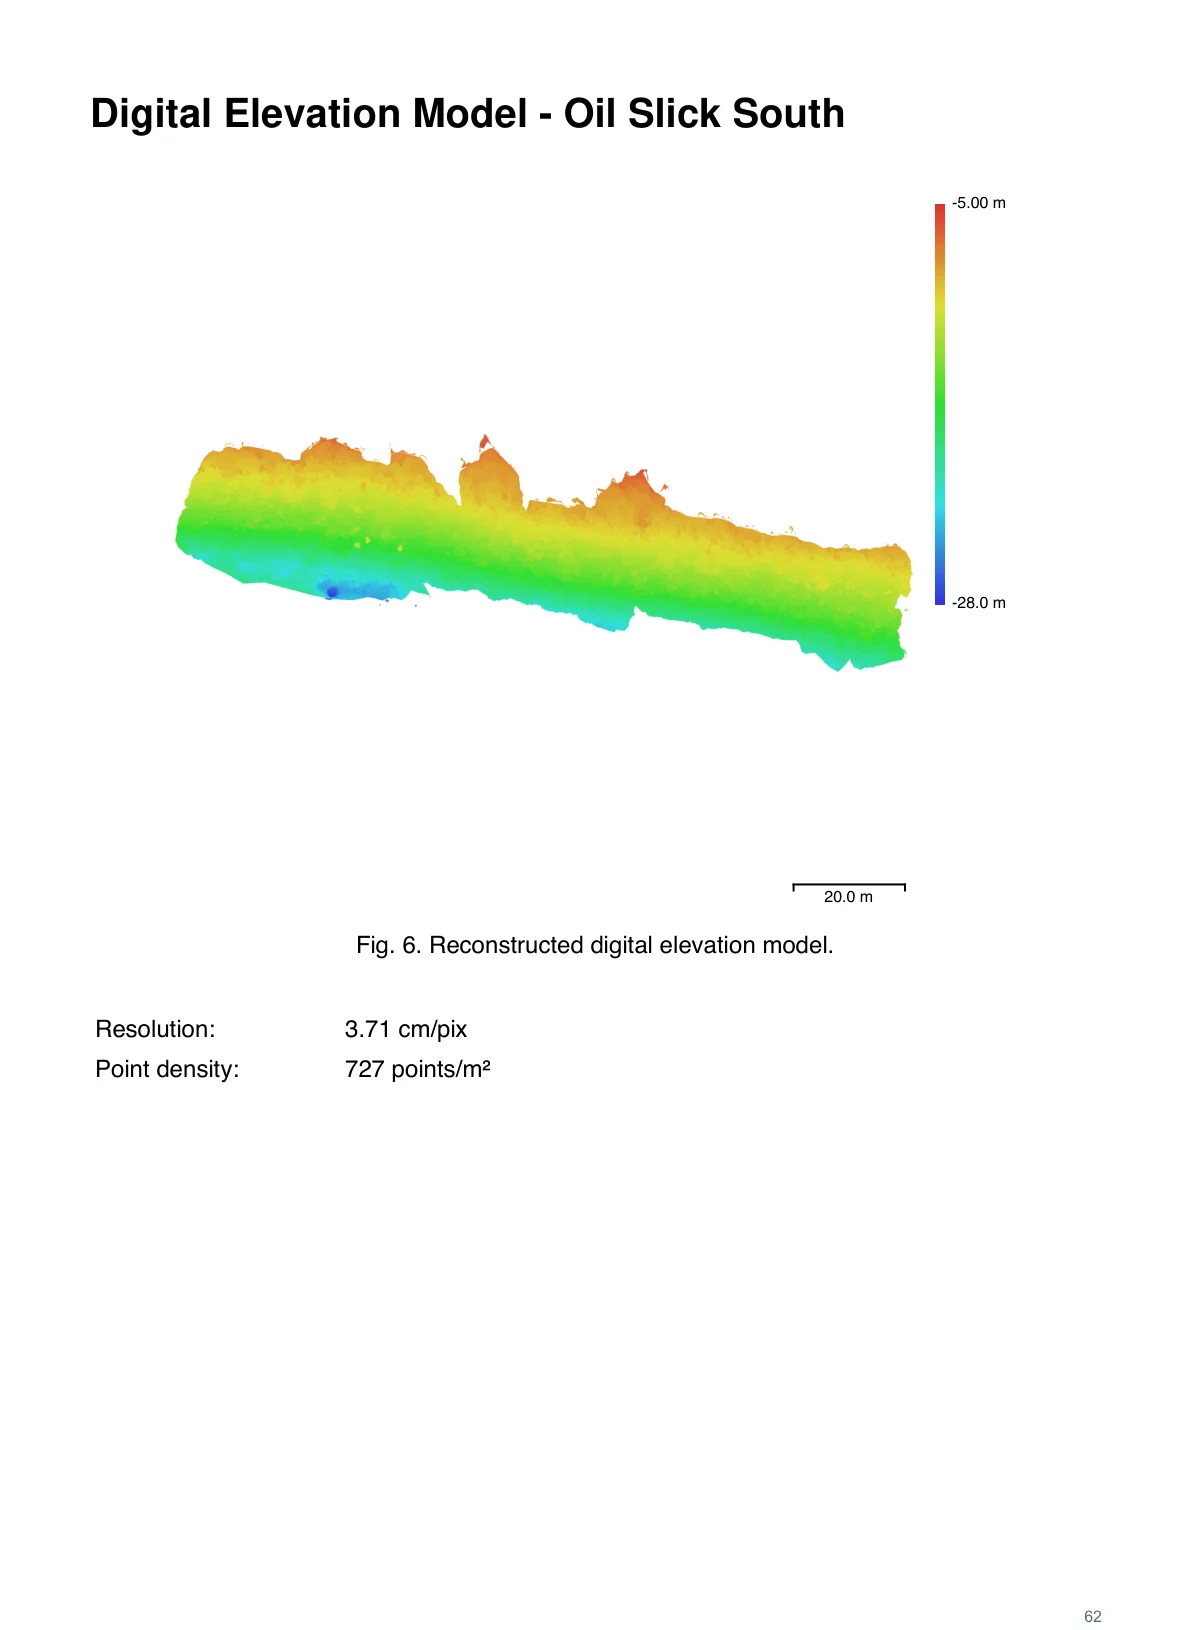 Digital Elevation Model - Oil Slick South
-5.00 m
-28.0 m
20.0 m
Fig. 6. Reconstructed digital elevation model.
Resolution: 3.71 cm/pix
Point density: 727 points/m²
62